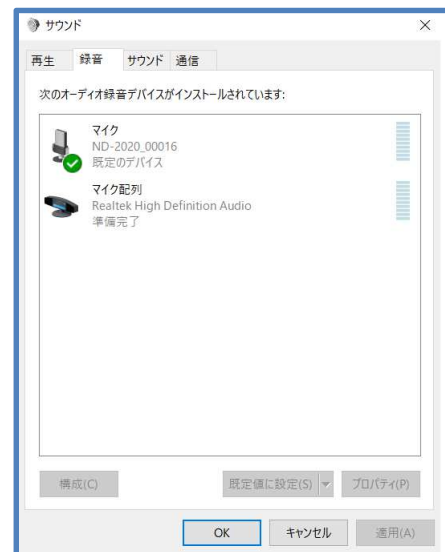 サウンド
再生 録音 サウンド 通信
次のオーディオ録音デバイスがインストールされています:
マイク
ND-2020_00016
既定のデバイス
マイク配列
Realtek High Definition Audio
準備完了
構成(C) 既定値に設定(S) プロパティ(P)
OK キャンセル 適用(A)